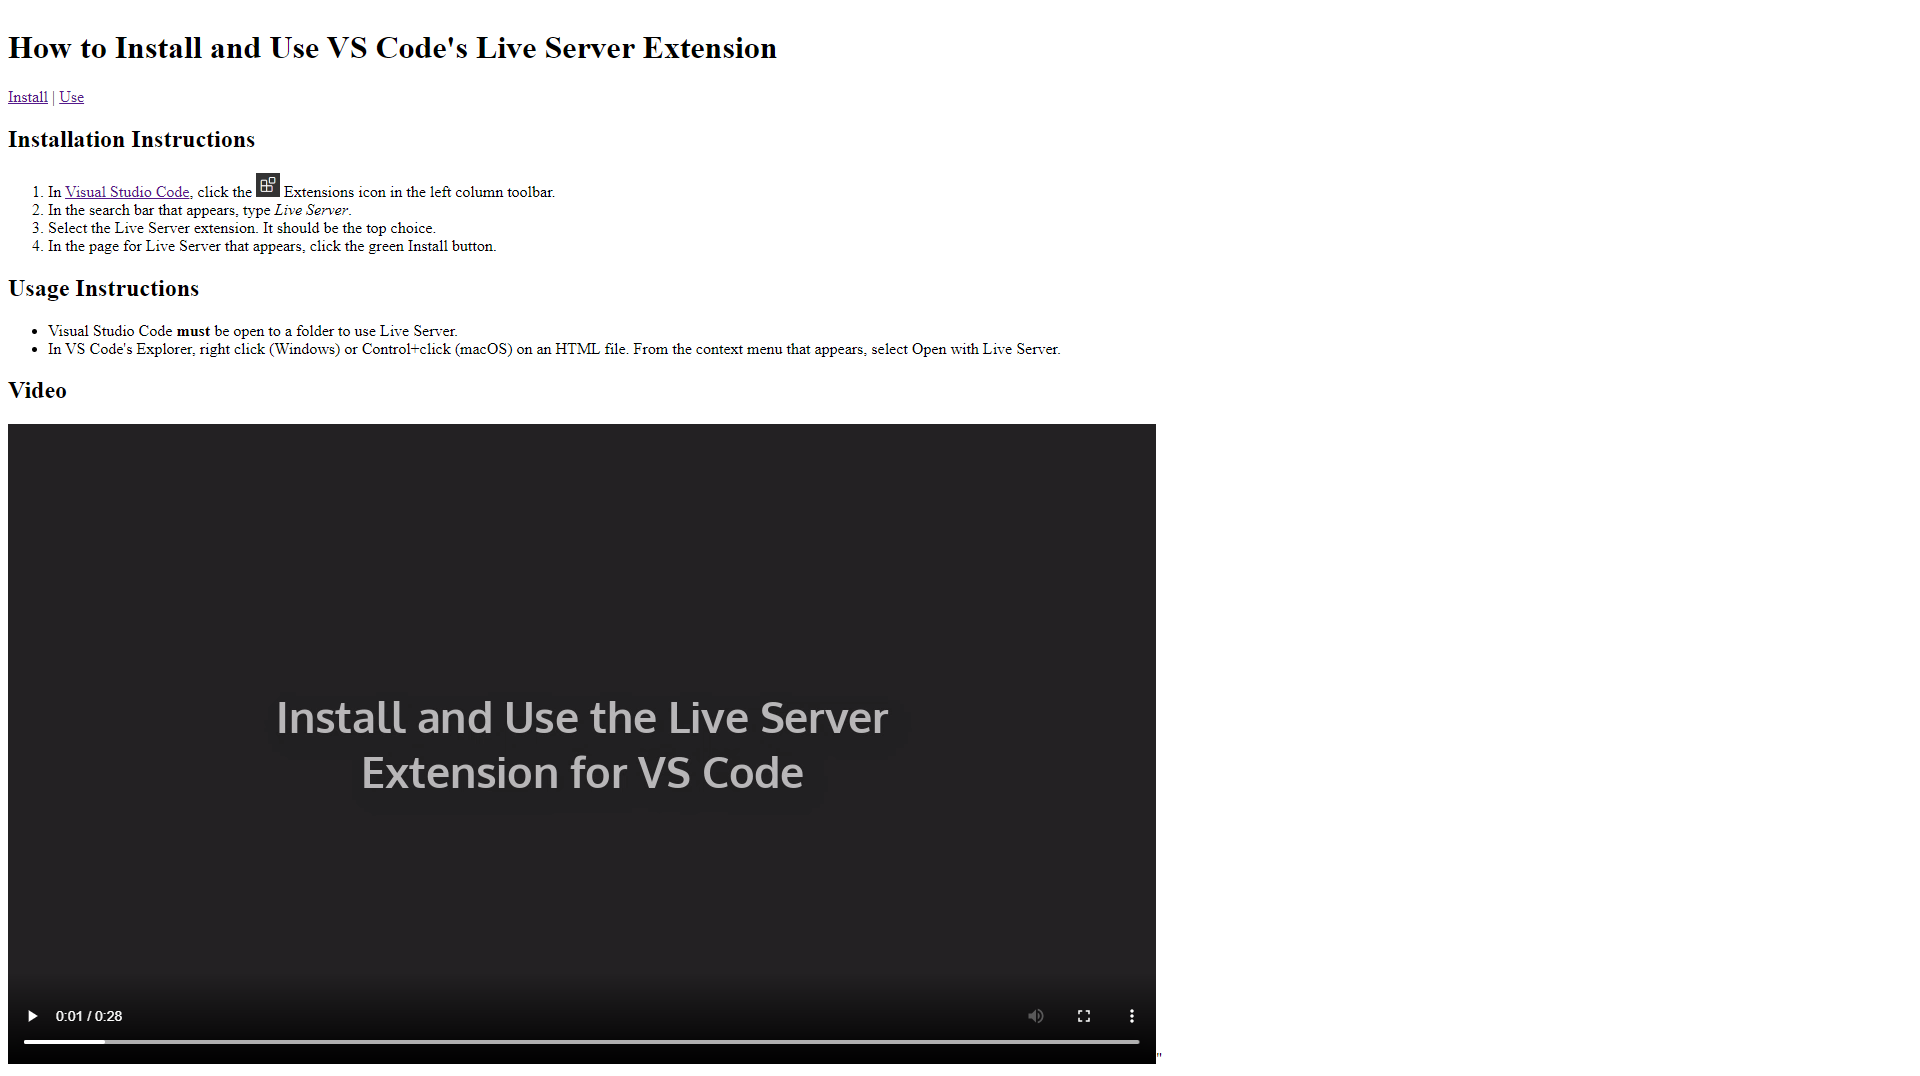 How to Install and Use VS Code's Live Server Extension
Install | Use
Installation Instructions
1. In Visual Studio Code, click the Extensions icon in the left column toolbar.
2. In the search bar that appears, type Live Server.
3. Select the Live Server extension. It should be the top choice.
4. In the page for Live Server that appears, click the green Install button.
Usage Instructions
• Visual Studio Code must be open to a folder to use Live Server.
• In VS Code's Explorer, right click (Windows) or Control+click (macOS) on an HTML file. From the context menu that appears, select Open with Live Server.
Video
Install and Use the Live Server
Extension for VS Code
0:01 / 0:28
"